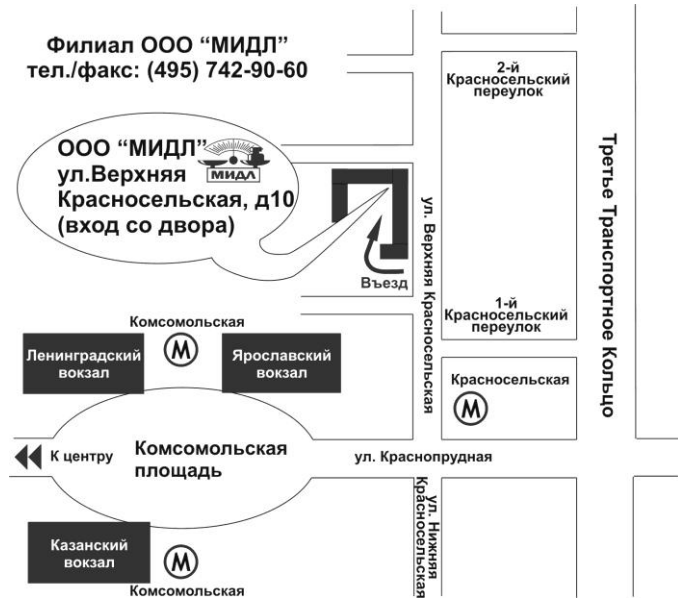 Филиал ООО “МИДЛ”
тел./факс: (495) 742-90-60
ООО “МИДЛ”
ул.Верхняя
Красносельская, д10
(вход со двора)
МИДЛ
Въезд
2-й
Красносельский
переулок
Третье Транспортное Кольцо
ул. Верхняя Красносельская
1-й
Красносельский
переулок
Комсомольская
М
Ленинградский
вокзал
Ярославский
вокзал
Красносельская
М
К центру
Комсомольская
площадь
ул. Краснопрудная
ул. Нижняя
Красносельская
Казанский
вокзал
М
Комсомольская